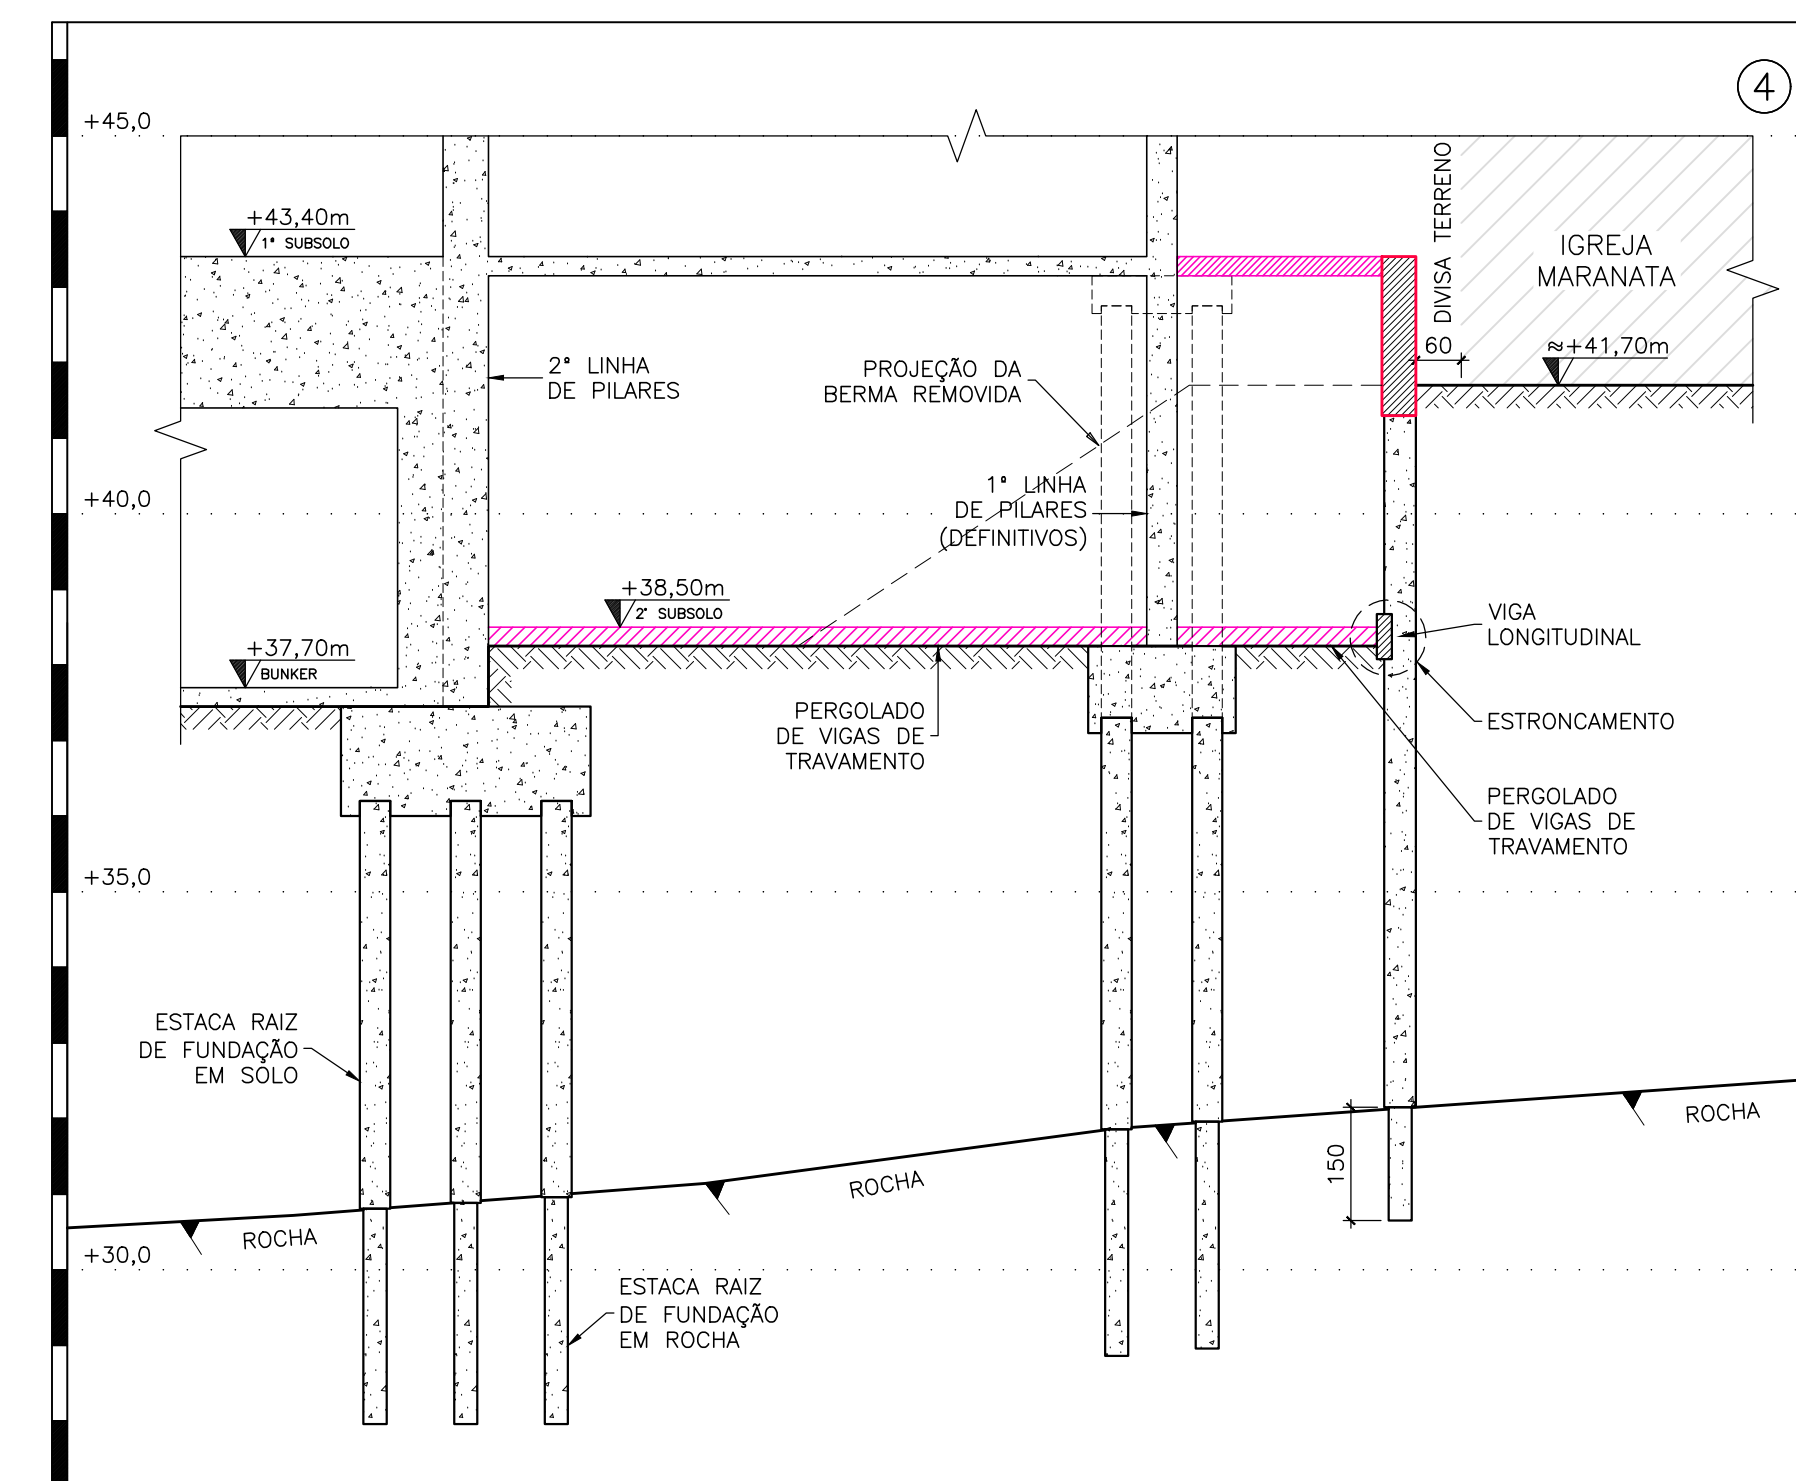 4
+45,0
+43,40m
1° SUBSOLO
DIVISA TERRENO
IGREJA
MARANATA
60
≈+41,70m
2ª LINHA
DE PILARES
PROJEÇÃO DA
BERMA REMOVIDA
+40,0
1ª LINHA
DE PILARES
(DEFINITIVOS)
+38,50m
2° SUBSOLO
VIGA
LONGITUDINAL
+37,70m
BUNKER
PERGOLADO
DE VIGAS DE
TRAVAMENTO
ESTRONCAMENTO
PERGOLADO
DE VIGAS DE
TRAVAMENTO
+35,0
ESTACA RAIZ
DE FUNDAÇÃO
EM SOLO
ROCHA
150
ROCHA
ROCHA
+30,0
ESTACA RAIZ
DE FUNDAÇÃO
EM ROCHA